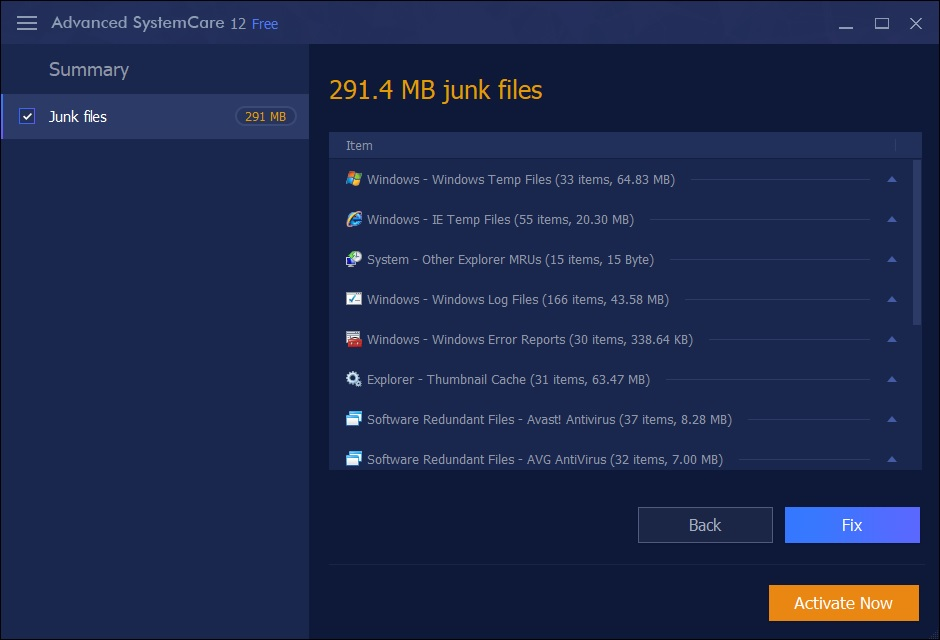 Advanced SystemCare 12 Free
Summary
Junk files 291 MB
291.4 MB junk files
Item
Windows - Windows Temp Files (33 items, 64.83 MB)
Windows - IE Temp Files (55 items, 20.30 MB)
System - Other Explorer MRUs (15 items, 15 Byte)
Windows - Windows Log Files (166 items, 43.58 MB)
Windows - Windows Error Reports (30 items, 338.64 KB)
Explorer - Thumbnail Cache (31 items, 63.47 MB)
Software Redundant Files - Avast! Antivirus (37 items, 8.28 MB)
Software Redundant Files - AVG AntiVirus (32 items, 7.00 MB)
Back Fix
Activate Now